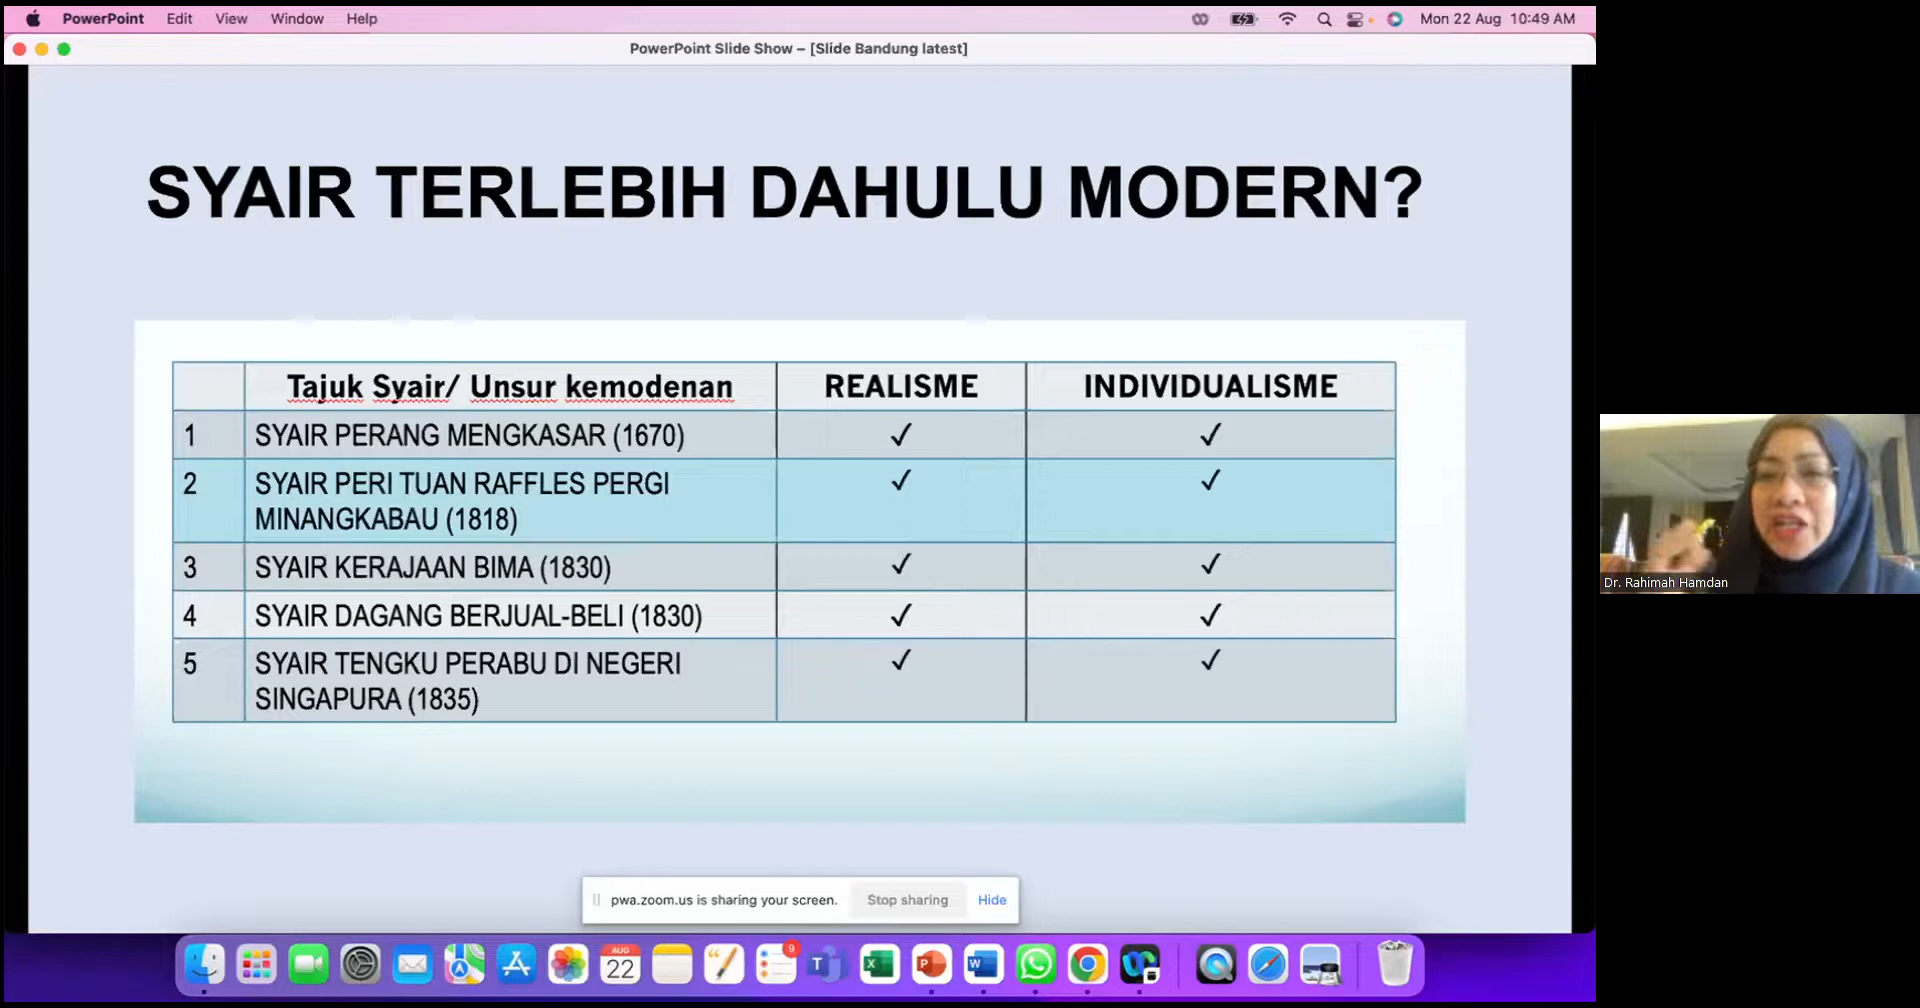 PowerPoint Edit View Window Help Mon 22 Aug 10:49 AM
PowerPoint Slide Show – [Slide Bandung latest]
SYAIR TERLEBIH DAHULU MODERN?
Tajuk Syair/ Unsur kemodenan REALISME INDIVIDUALISME
1 SYAIR PERANG MENGKASAR (1670) ✓ ✓
2 SYAIR PERI TUAN RAFFLES PERGI ✓ ✓
MINANGKABAU (1818)
3 SYAIR KERAJAAN BIMA (1830) ✓ ✓
4 SYAIR DAGANG BERJUAL-BELI (1830) ✓ ✓
5 SYAIR TENGKU PERABU DI NEGERI ✓ ✓
SINGAPURA (1835)
Dr. Rahimah Hamdan
pwa.zoom.us is sharing your screen. Stop sharing Hide
AUG
22
9
T
X
P
W